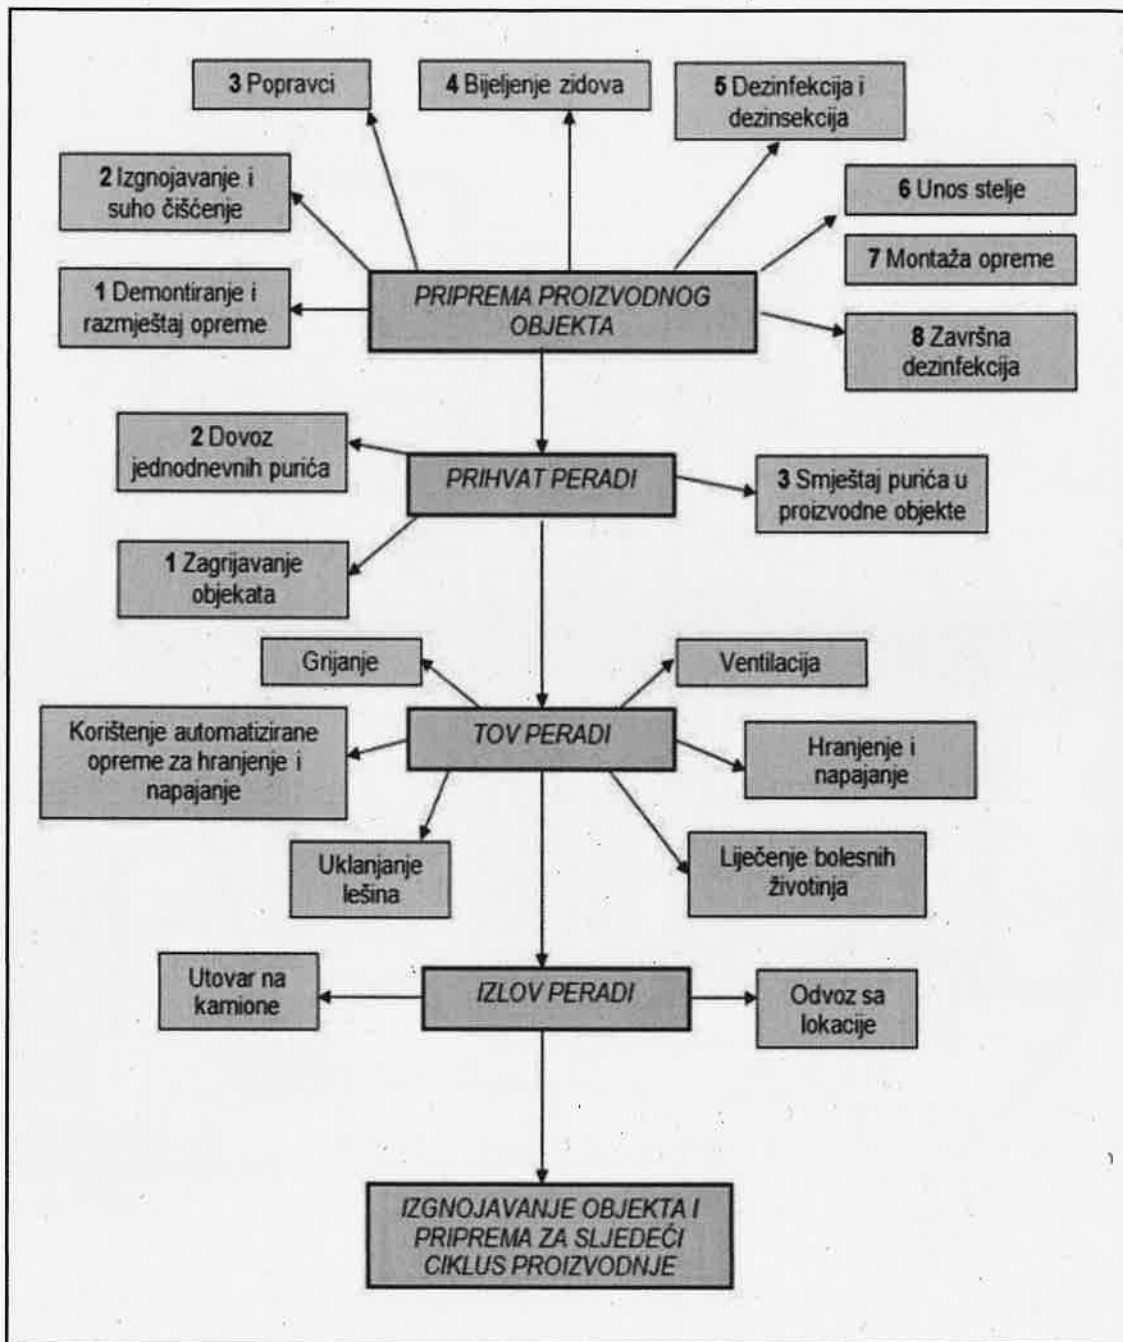 3 Popravci
4 Bijeljenje zidova
5 Dezinfekcija i
dezinsekcija
2 Izgnojavanje i
suho čišćenje
6 Unos stelje
7 Montaža opreme
1 Demontiranje i
razmještaj opreme
PRIPREMA PROIZVODNOG
OBJEKTA
8 Završna
dezinfekcija
2 Dovoz
jednodnevnih purića
PRIHVAT PERADI
3 Smještaj purića u
proizvodne objekte
1 Zagrijavanje
objekata
Grijanje
Ventilacija
Korištenje automatizirane
opreme za hranjenje i
napajanje
TOV PERADI
Hranjenje i
napajanje
Uklanjanje
lešina
Liječenje bolesnih
životinja
Utovar na
kamione
IZLOV PERADI
Odvoz sa
lokacije
IZGNOJAVANJE OBJEKTA I
PRIPREMA ZA SLJEDEĆI
CIKLUS PROIZVODNJE